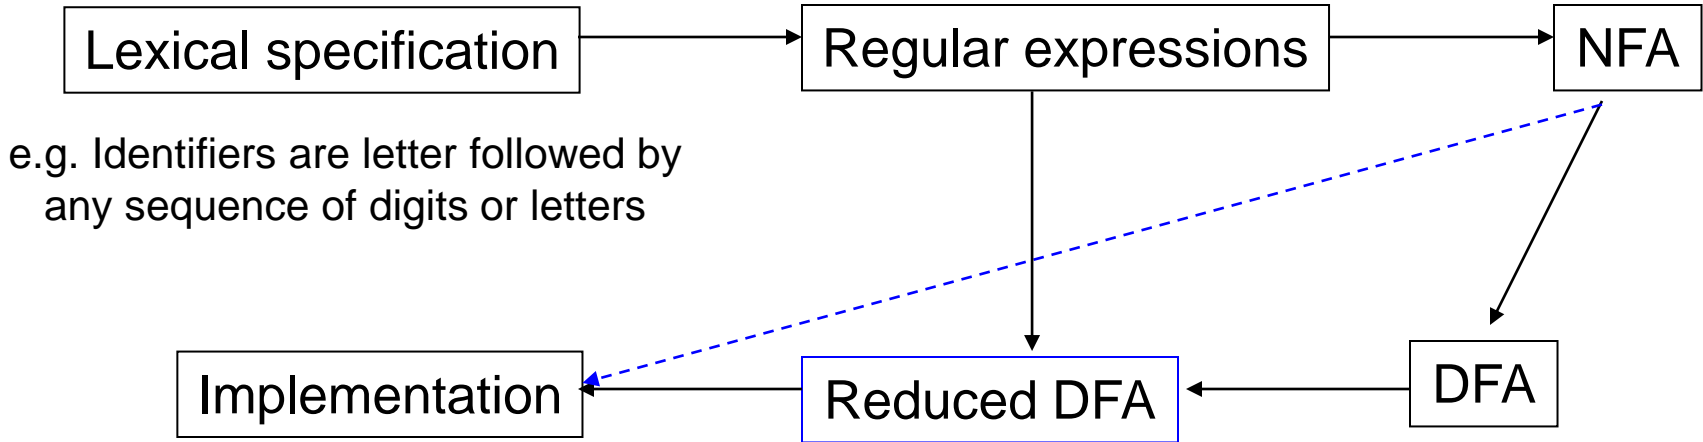 Lexical specification
Regular expressions
NFA
e.g. Identifiers are letter followed by
any sequence of digits or letters
Implementation
Reduced DFA
DFA